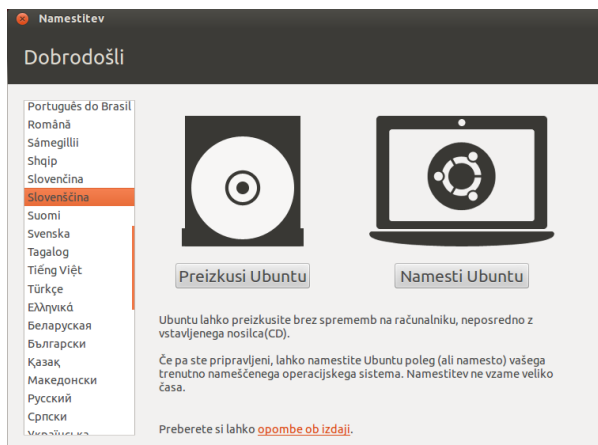 Namestitev
Dobrodošli
Português do Brasil
Română
Sámegillii
Shqip
Slovenčina
Slovenščina
Suomi
Svenska
Tagalog
Tiếng Việt
Türkçe
Ελληνικά
Беларуская
Български
Қазақ
Македонски
Русский
Српски
Українська
Preizkusi Ubuntu
Namesti Ubuntu
Ubuntu lahko preizkusite brez sprememb na računalniku, neposredno z
vstavljenega nosilca(CD).
Če pa ste pripravljeni, lahko namestite Ubuntu poleg (ali namesto) vašega
trenutno nameščenega operacijskega sistema. Namestitev ne vzame veliko
časa.
Preberete si lahko opombe ob izdaji.